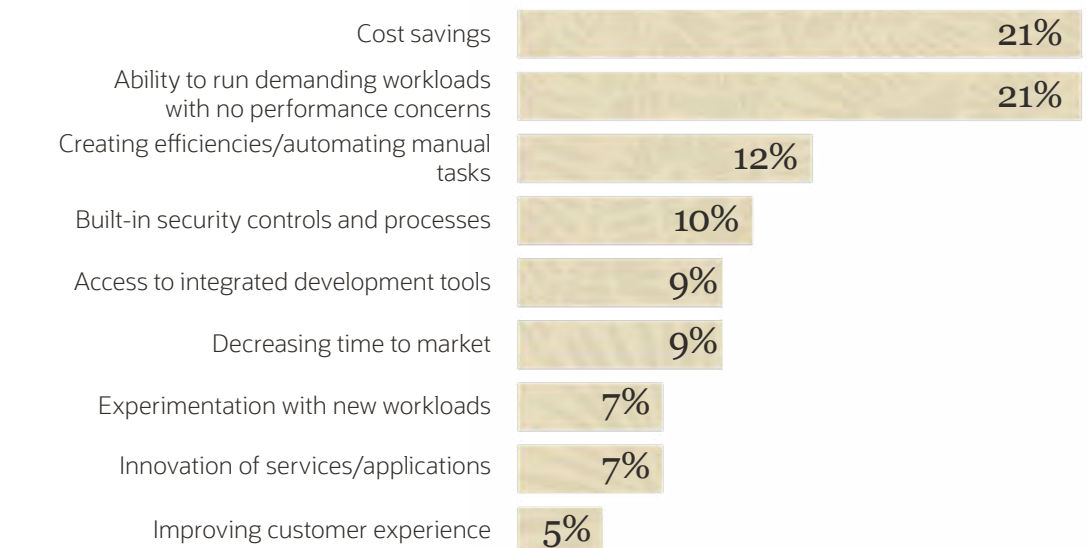 Cost savings 21%
Ability to run demanding workloads
with no performance concerns 21%
Creating efficiencies/automating manual
tasks 12%
Built-in security controls and processes 10%
Access to integrated development tools 9%
Decreasing time to market 9%
Experimentation with new workloads 7%
Innovation of services/applications 7%
Improving customer experience 5%